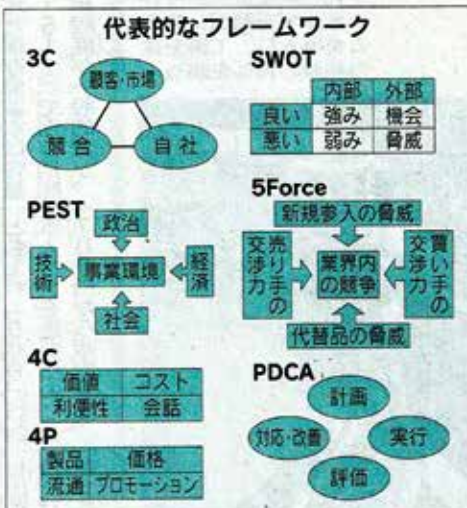 代表的なフレームワーク
3C
顧客・市場
競合
自社
SWOT
内部 外部
良い 強み 機会
悪い 弱み 脅威
PEST
政治
技術
事業環境
経済
社会
5Force
新規参入の脅威
売り手の交渉力
業界内の競争
買い手の交渉力
代替品の脅威
4C
価値 コスト
利便性 会話
4P
製品 価格
流通 プロモーション
PDCA
計画
対応・改善
実行
評価